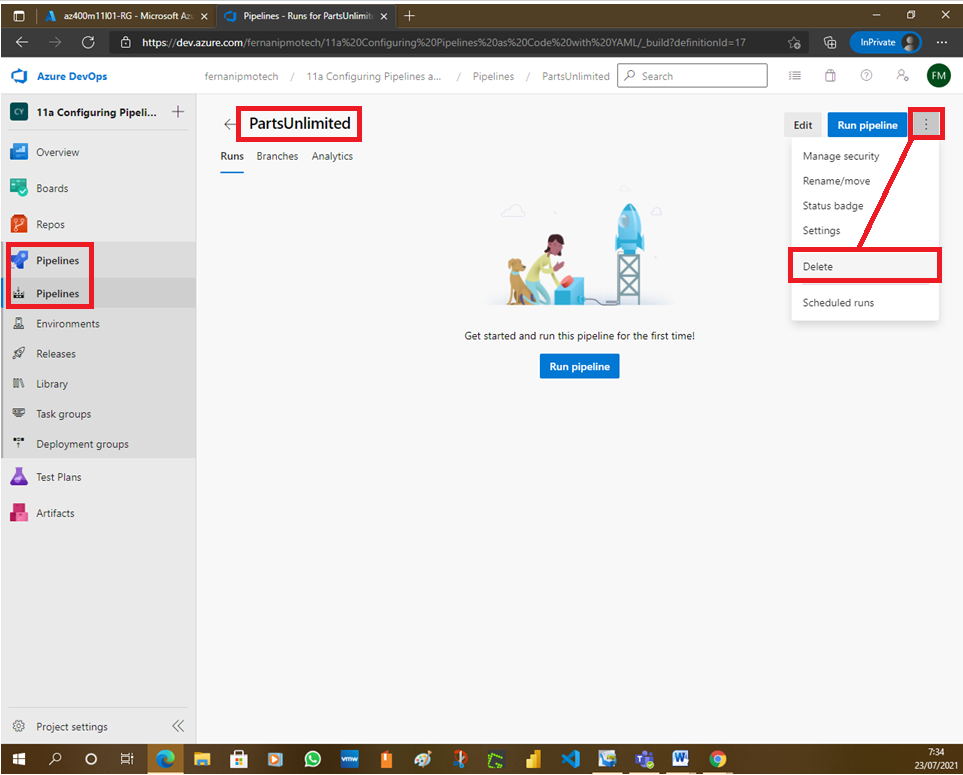 az400m11l01-RG - Microsoft Az
Pipelines - Runs for PartsUnlimit
https://dev.azure.com/fernanipmotech/11a%20Configuring%20Pipelines%20as%20Code%20with%20YAML/_build?definitionId=17
InPrivate
Azure DevOps
fernanipmotech / 11a Configuring Pipelines a... / Pipelines / PartsUnlimited
Search
FM
CY
11a Configuring Pipeli...
Overview
Boards
Repos
Pipelines
Pipelines
Environments
Releases
Library
Task groups
Deployment groups
Test Plans
Artifacts
Project settings
PartsUnlimited
Runs Branches Analytics
Edit
Run pipeline
Manage security
Rename/move
Status badge
Settings
Delete
Scheduled runs
Get started and run this pipeline for the first time!
Run pipeline
vmw
7:34
23/07/2021